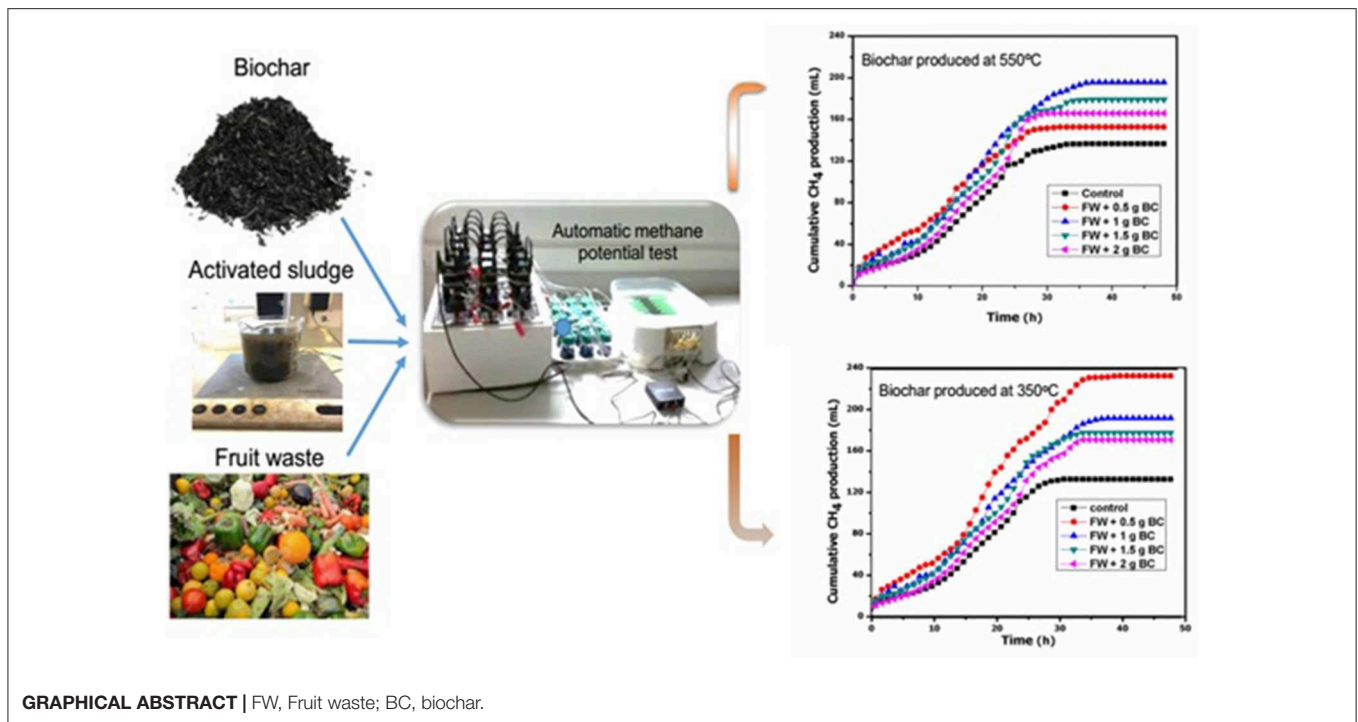 Biochar
Activated sludge
Fruit waste
Automatic methane
potential test
Biochar produced at 550ºC
Cumulative CH4 production (mL)
240
200
160
120
80
40
0
0
10
20
30
40
50
Time (h)
Control
FW + 0.5 g BC
FW + 1 g BC
FW + 1.5 g BC
FW + 2 g BC
Biochar produced at 350ºC
Cumulative CH4 production (mL)
240
200
160
120
80
40
0
0
10
20
30
40
50
Time (h)
control
FW + 0.5 g BC
FW + 1 g BC
FW + 1.5 g BC
FW + 2 g BC
GRAPHICAL ABSTRACT | FW, Fruit waste; BC, biochar.